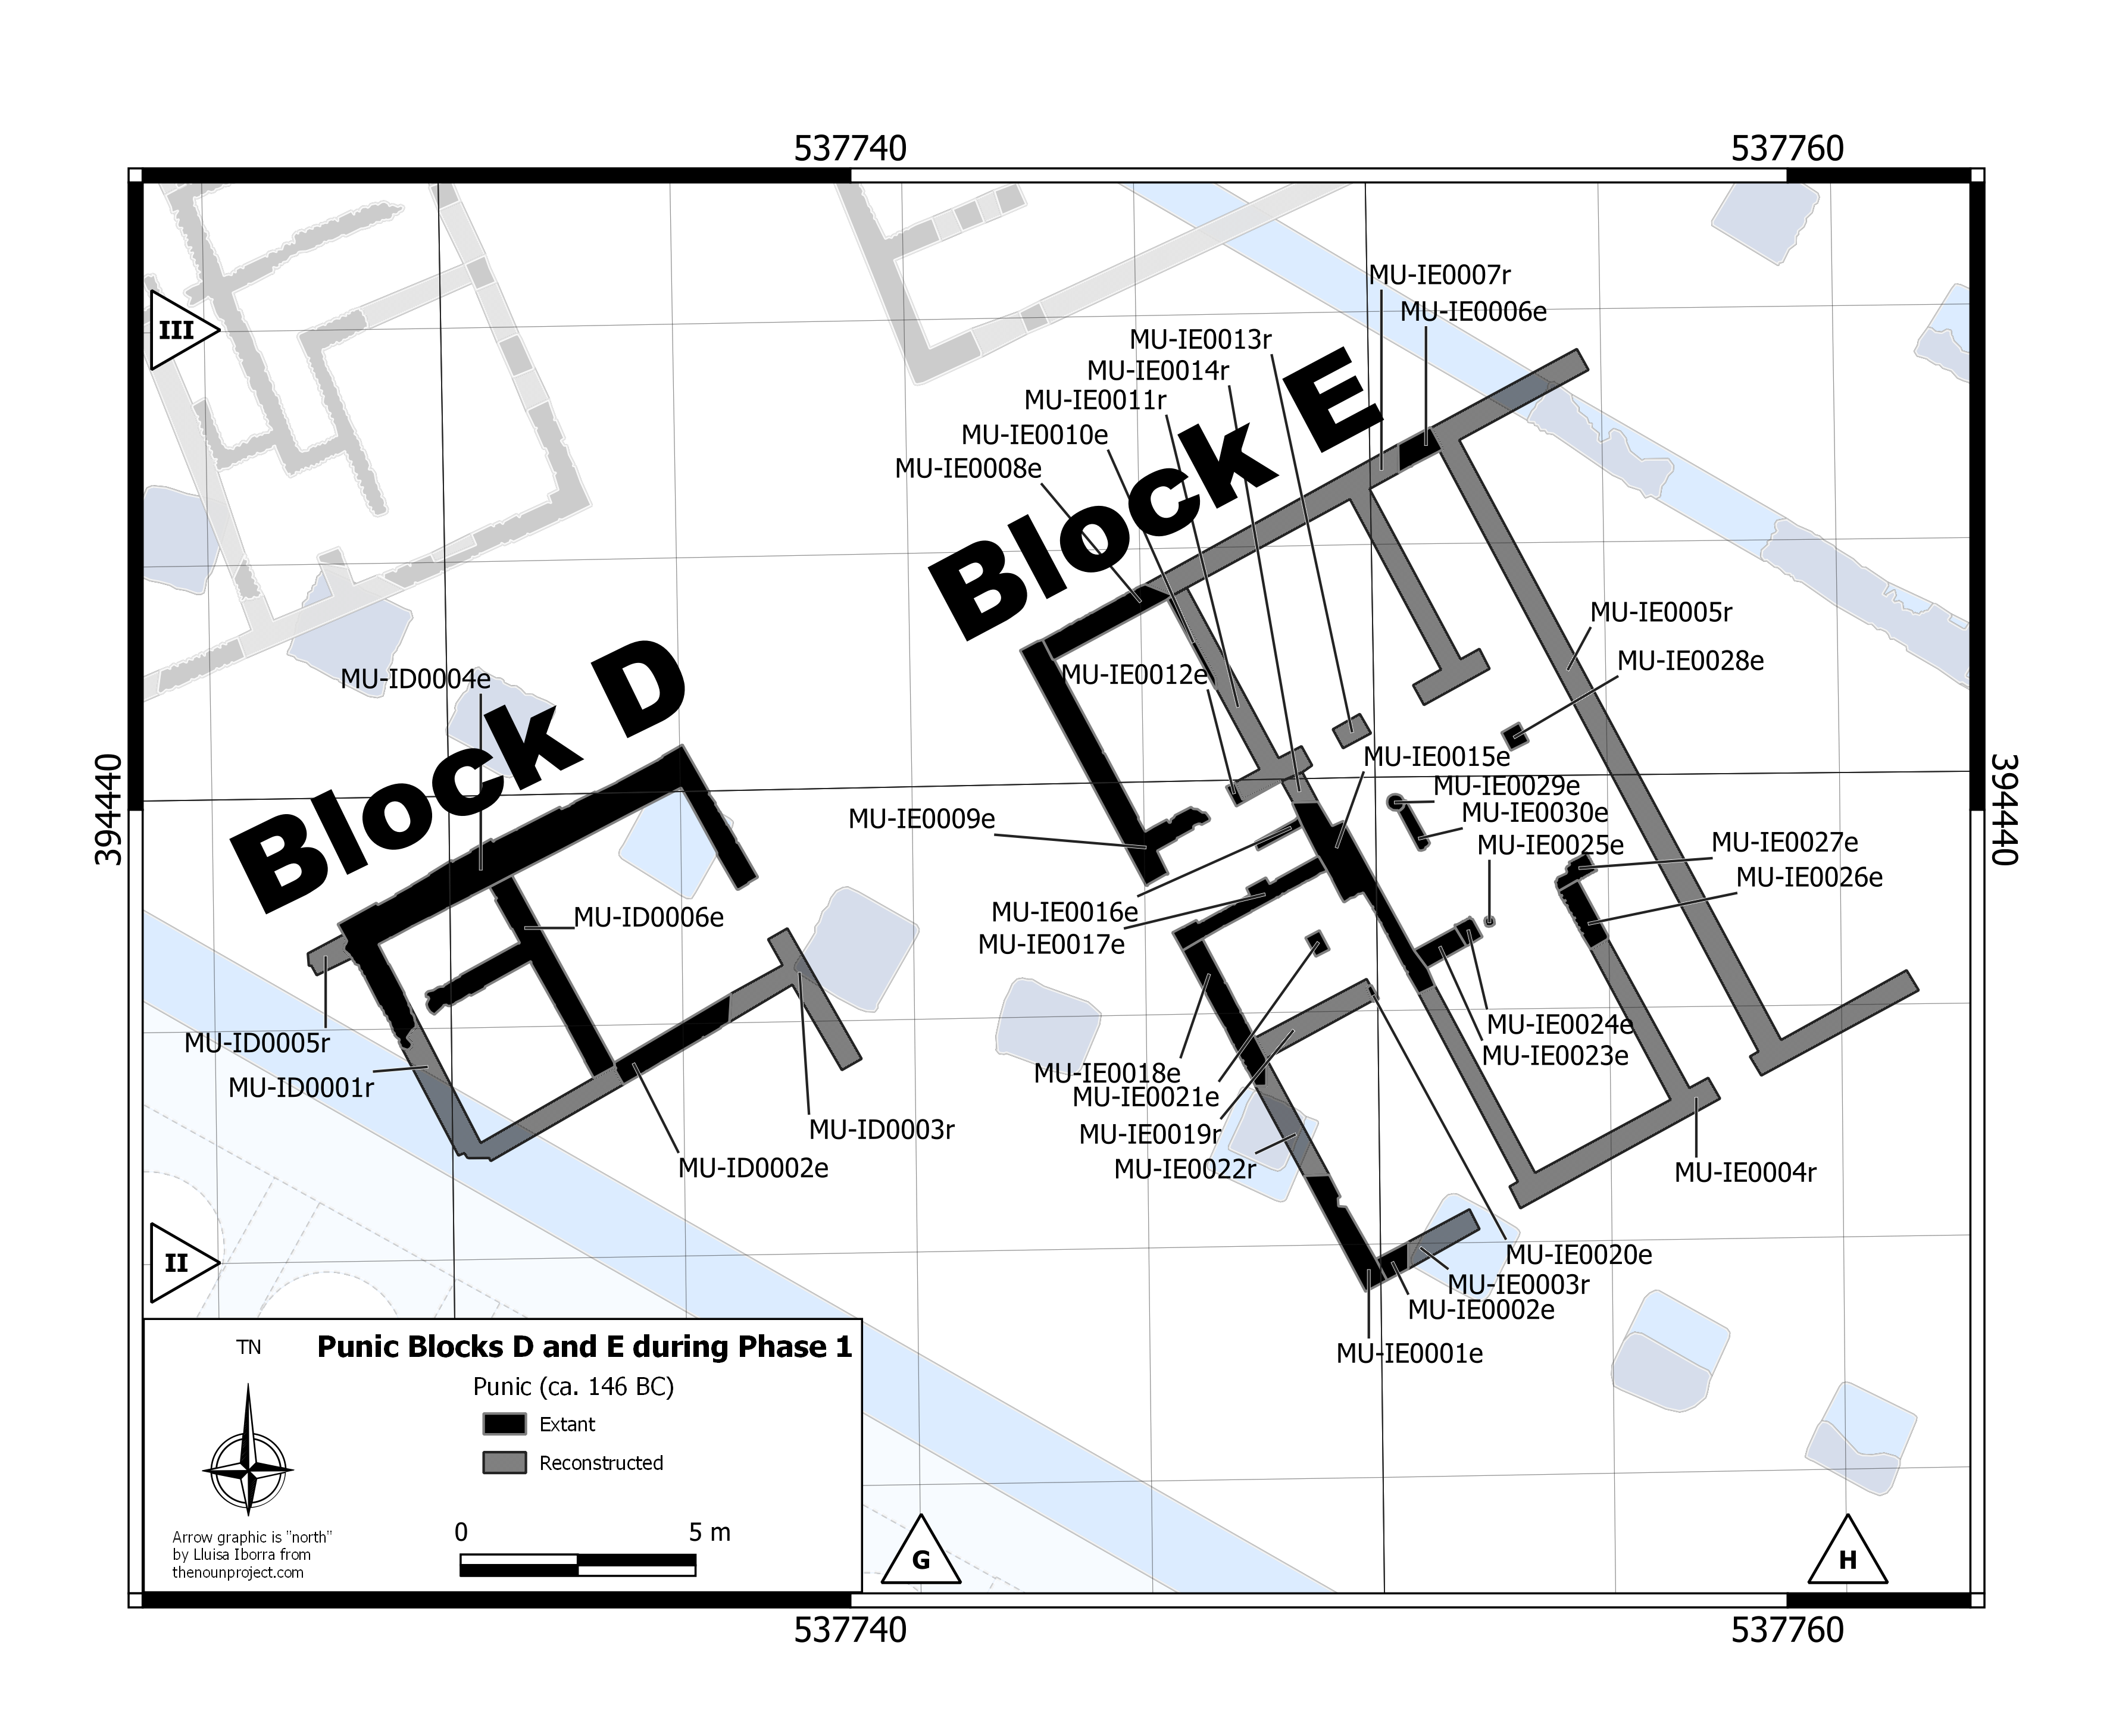 537740
537760
III
MU-IE0007r
MU-IE0006e
MU-IE0013r
MU-IE0014r
MU-IE0011r
MU-IE0010e
MU-IE0008e
Block E
MU-IE0005r
MU-IE0028e
MU-IE0012e
MU-ID0004e
Block D
MU-IE0015e
MU-IE0029e
MU-IE0030e
MU-IE0025e
MU-IE0009e
MU-IE0027e
MU-IE0026e
394440
394440
MU-ID0006e
MU-IE0016e
MU-IE0017e
MU-IE0024e
MU-IE0023e
MU-ID0005r
MU-ID0001r
MU-IE0018e
MU-IE0021e
MU-IE0019r
MU-IE0022r
MU-ID0003r
MU-ID0002e
MU-IE0004r
II
MU-IE0020e
MU-IE0003r
MU-IE0002e
MU-IE0001e
TN
Punic Blocks D and E during Phase 1
Punic (ca. 146 BC)
Extant
Reconstructed
0 5 m
Arrow graphic is "north"
by Lluisa Iborra from
thenounproject.com
G
H
537740
537760